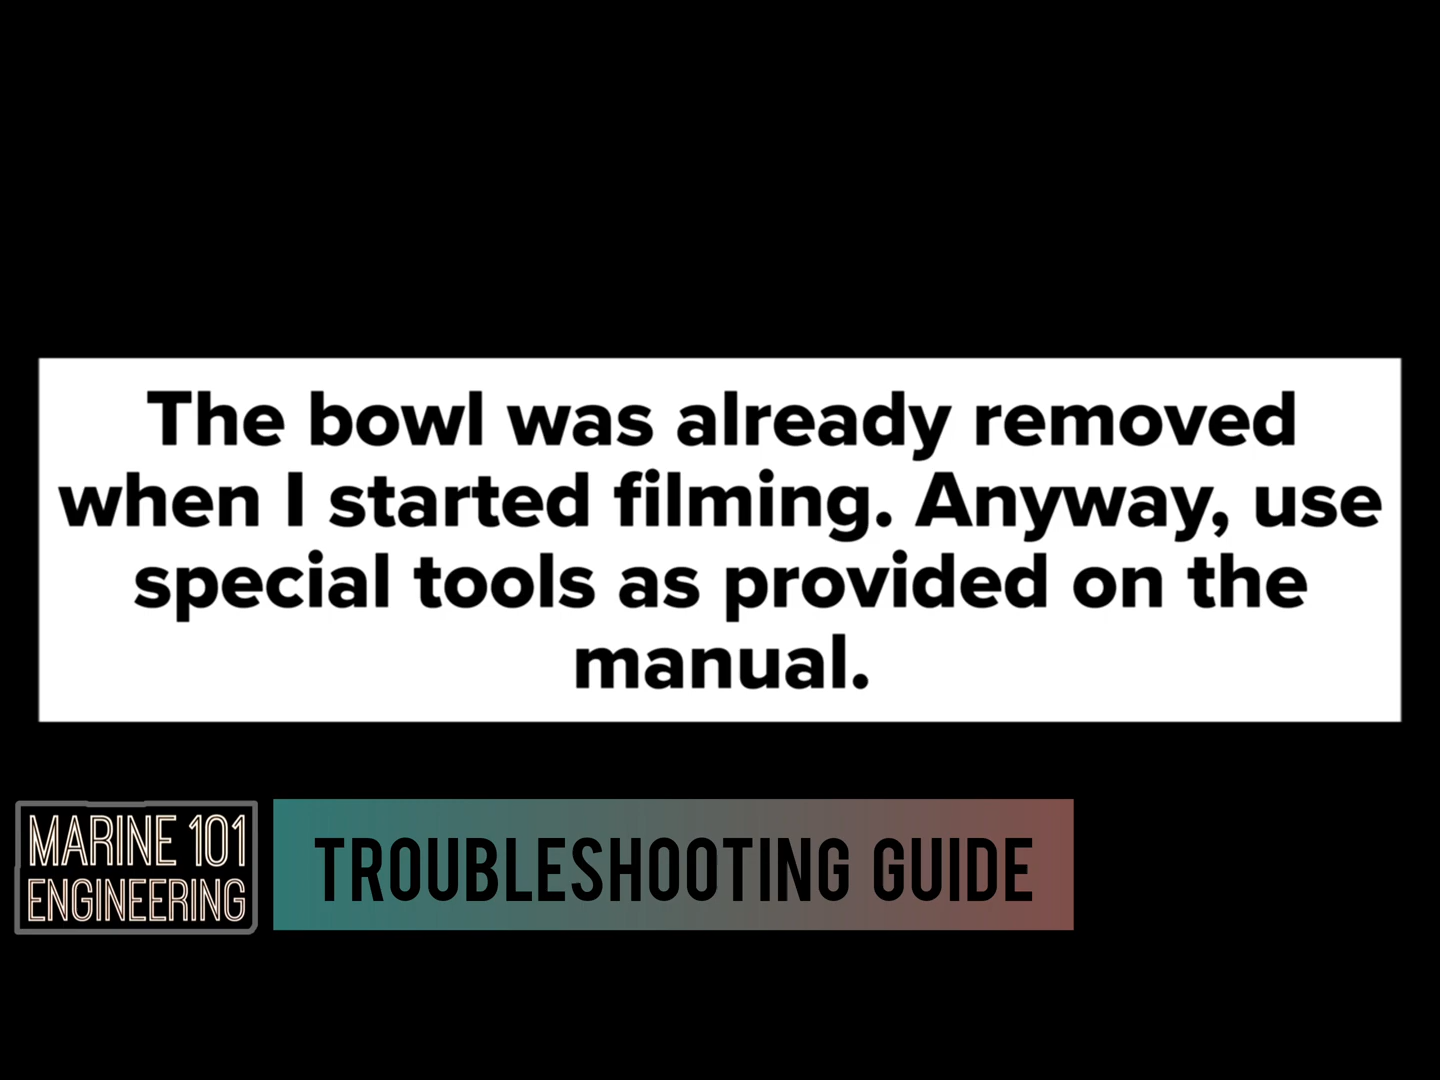 The bowl was already removed
when I started filming. Anyway, use
special tools as provided on the
manual.
MARINE 101
ENGINEERING
TROUBLESHOOTING GUIDE